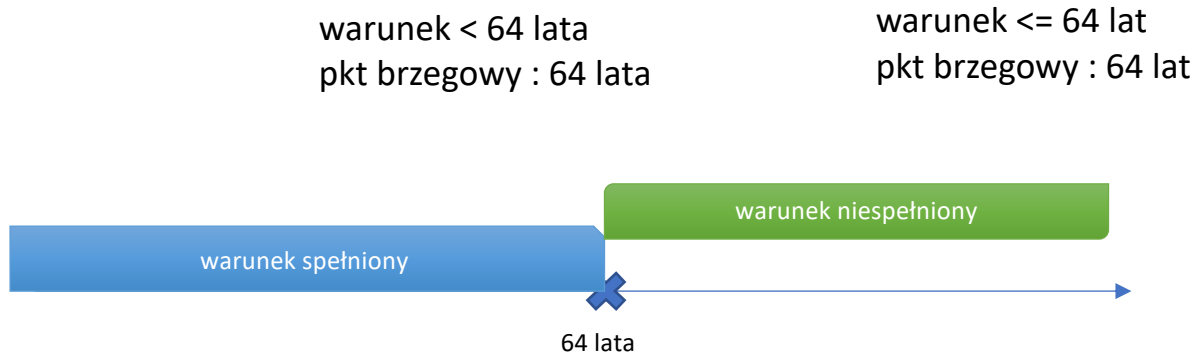 warunek < 64 lata
pkt brzegowy : 64 lata
warunek <= 64 lat
pkt brzegowy : 64 lat
warunek niespełniony
warunek spełniony
64 lata